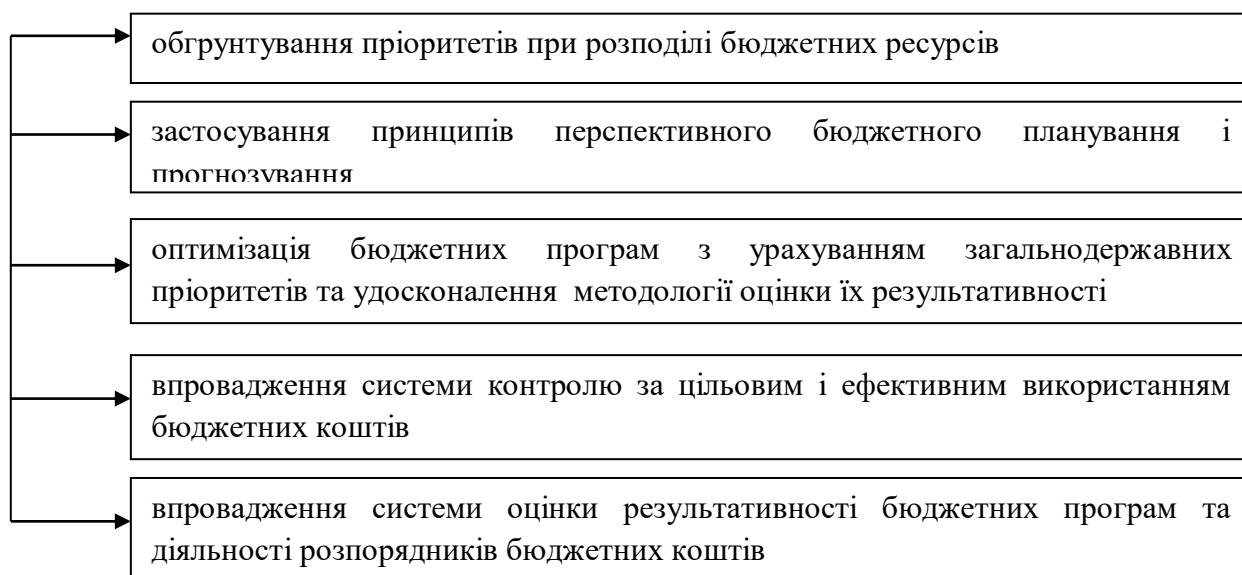 обгрунтування пріоритетів при розподілі бюджетних ресурсів
застосування принципів перспективного бюджетного планування і
прогнозування
оптимізація бюджетних програм з урахуванням загальнодержавних
пріоритетів та удосконалення методології оцінки їх результативності
впровадження системи контролю за цільовим і ефективним використанням
бюджетних коштів
впровадження системи оцінки результативності бюджетних програм та
діяльності розпорядників бюджетних коштів